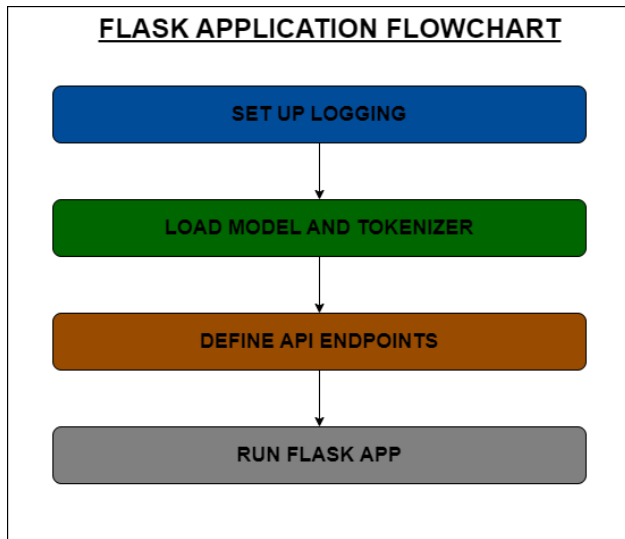 FLASK APPLICATION FLOWCHART
SET UP LOGGING
LOAD MODEL AND TOKENIZER
DEFINE API ENDPOINTS
RUN FLASK APP